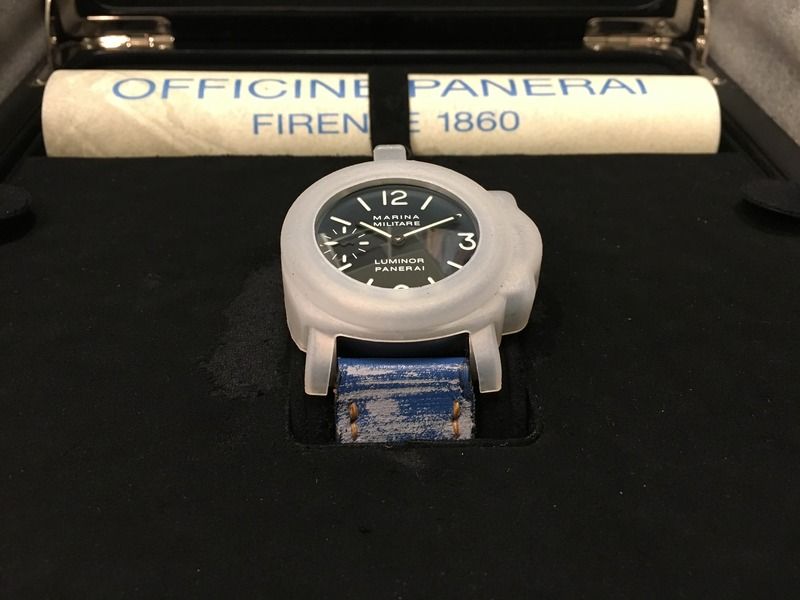 OFFICINE PANERAI
FIRENZE 1860
12
MARINA
MILITARE
3
LUMINOR
PANERAI